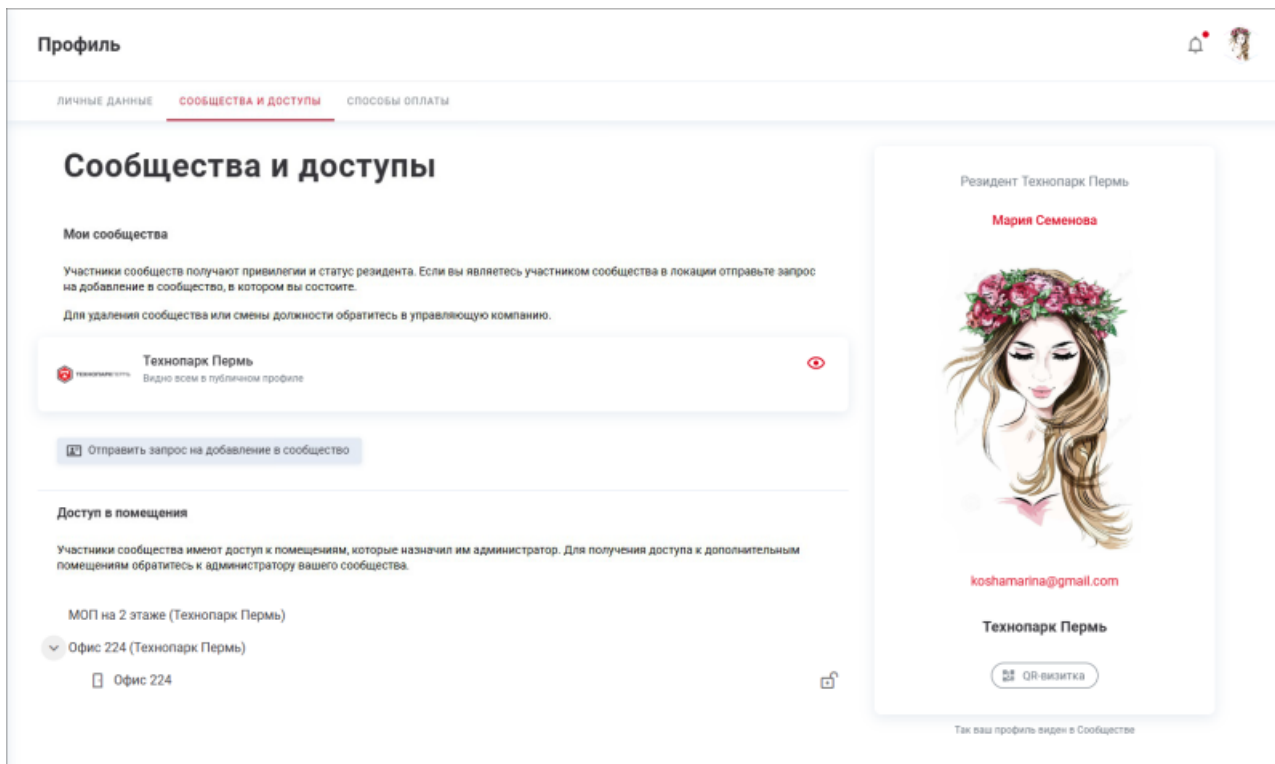 Профиль
ЛИЧНЫЕ ДАННЫЕ СООБЩЕСТВА И ДОСТУПЫ СПОСОБЫ ОПЛАТЫ
Сообщества и доступы
Мои сообщества
Участники сообществ получают привилегии и статус резидента. Если вы являетесь участником сообщества в локации отправьте запрос
на добавление в сообщество, в котором вы состоите.
Для удаления сообщества или смены должности обратитесь в управляющую компанию.
ТЕХНОПАРК ПЕРМЬ
Технопарк Пермь
Видно всем в публичном профиле
Отправить запрос на добавление в сообщество
Доступ в помещения
Участники сообщества имеют доступ к помещениям, которые назначил им администратор. Для получения доступа к дополнительным
помещениям обратитесь к администратору вашего сообщества.
МОП на 2 этаже (Технопарк Пермь)
Офис 224 (Технопарк Пермь)
Офис 224
Резидент Технопарк Пермь
Мария Семенова
koshamarina@gmail.com
Технопарк Пермь
QR-визитка
Так ваш профиль виден в Сообществе